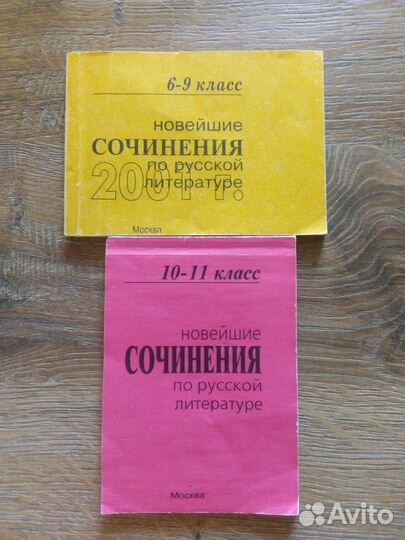 6-9 класс
новейшие
СОЧИНЕНИЯ
по русской
2001 г.
литературе
Москва
10-11 класс
новейшие
СОЧИНЕНИЯ
по русской
литературе
Москва
Avito